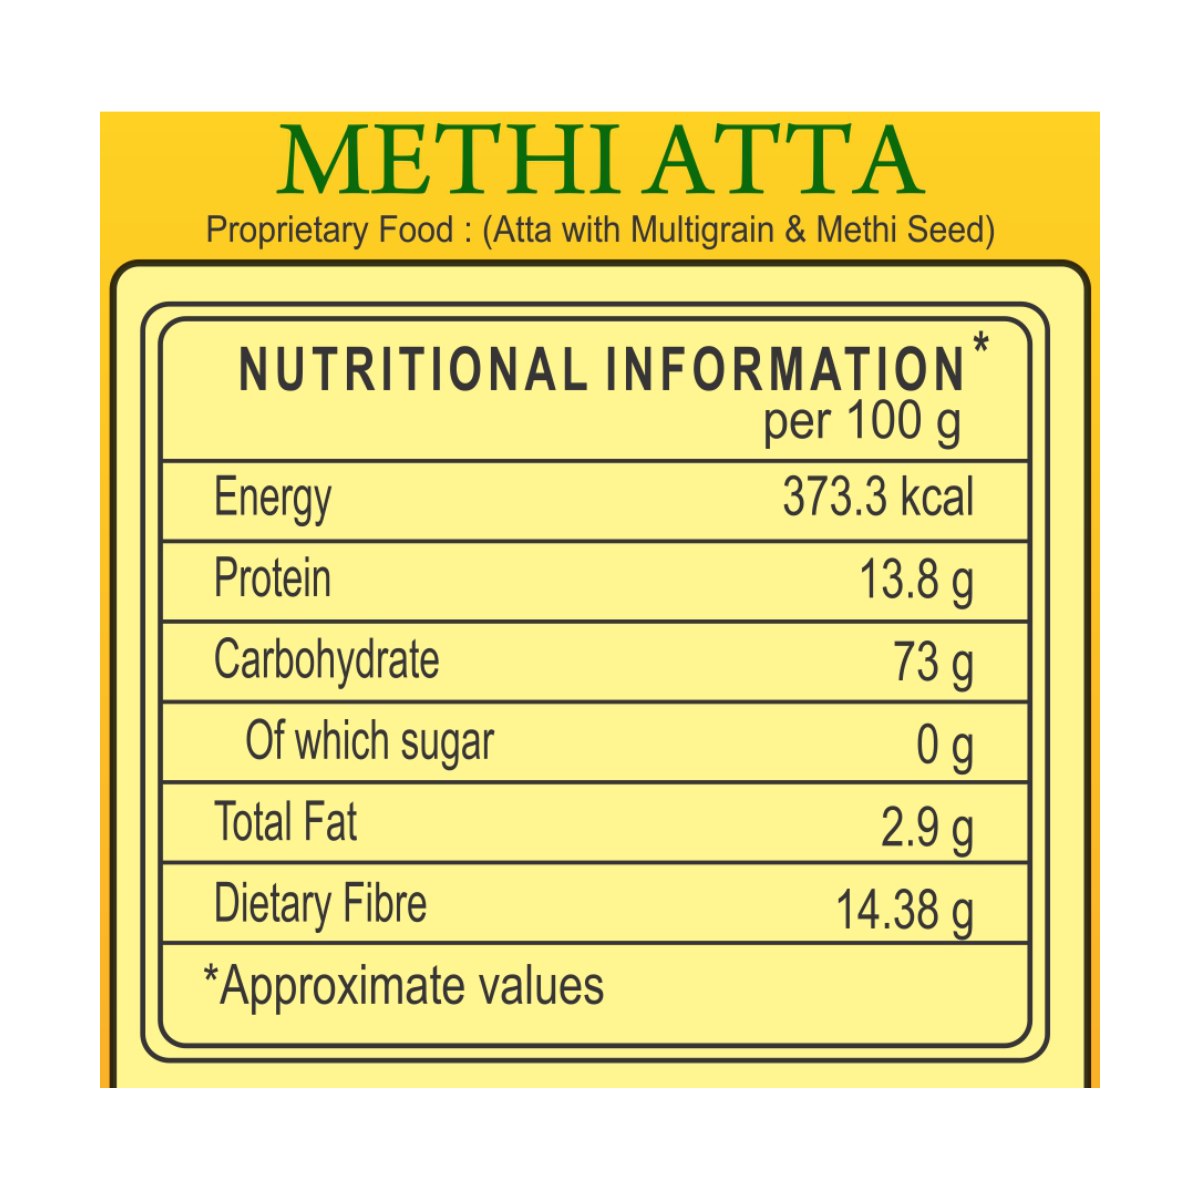 METHI ATTA
Proprietary Food : (Atta with Multigrain & Methi Seed)
NUTRITIONAL INFORMATION*
per 100 g
Energy 373.3 kcal
Protein 13.8 g
Carbohydrate 73 g
Of which sugar 0 g
Total Fat 2.9 g
Dietary Fibre 14.38 g
*Approximate values